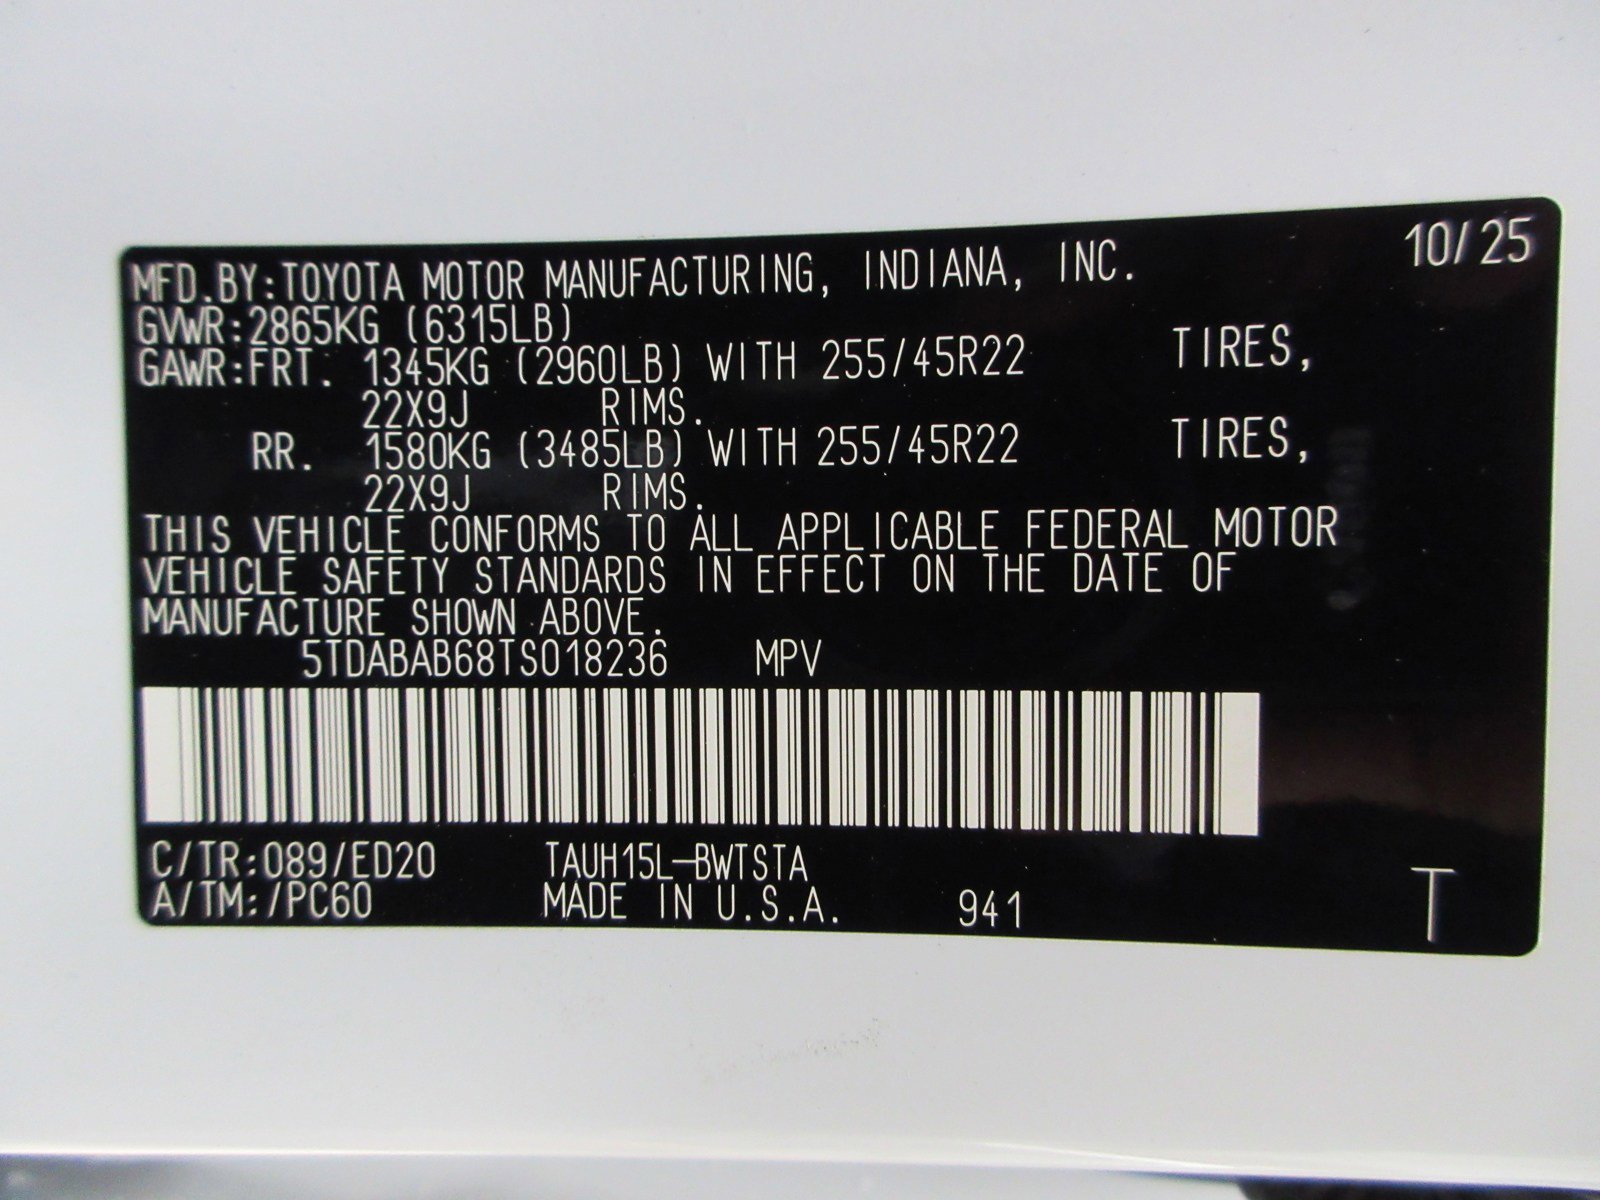 10/25
MFD.BY:TOYOTA MOTOR MANUFACTURING, INDIANA, INC.
GVWR:2865KG (6315LB)
GAWR:FRT. 1345KG (2960LB) WITH 255/45R22 TIRES,
22X9J RIMS.
RR. 1580KG (3485LB) WITH 255/45R22 TIRES,
22X9J RIMS.
THIS VEHICLE CONFORMS TO ALL APPLICABLE FEDERAL MOTOR
VEHICLE SAFETY STANDARDS IN EFFECT ON THE DATE OF
MANUFACTURE SHOWN ABOVE.
5TDABAB68TS018236 MPV
C/TR:089/ED20 TAUH15L-BWTSTA
A/TM:/PC60 MADE IN U.S.A. 941 T